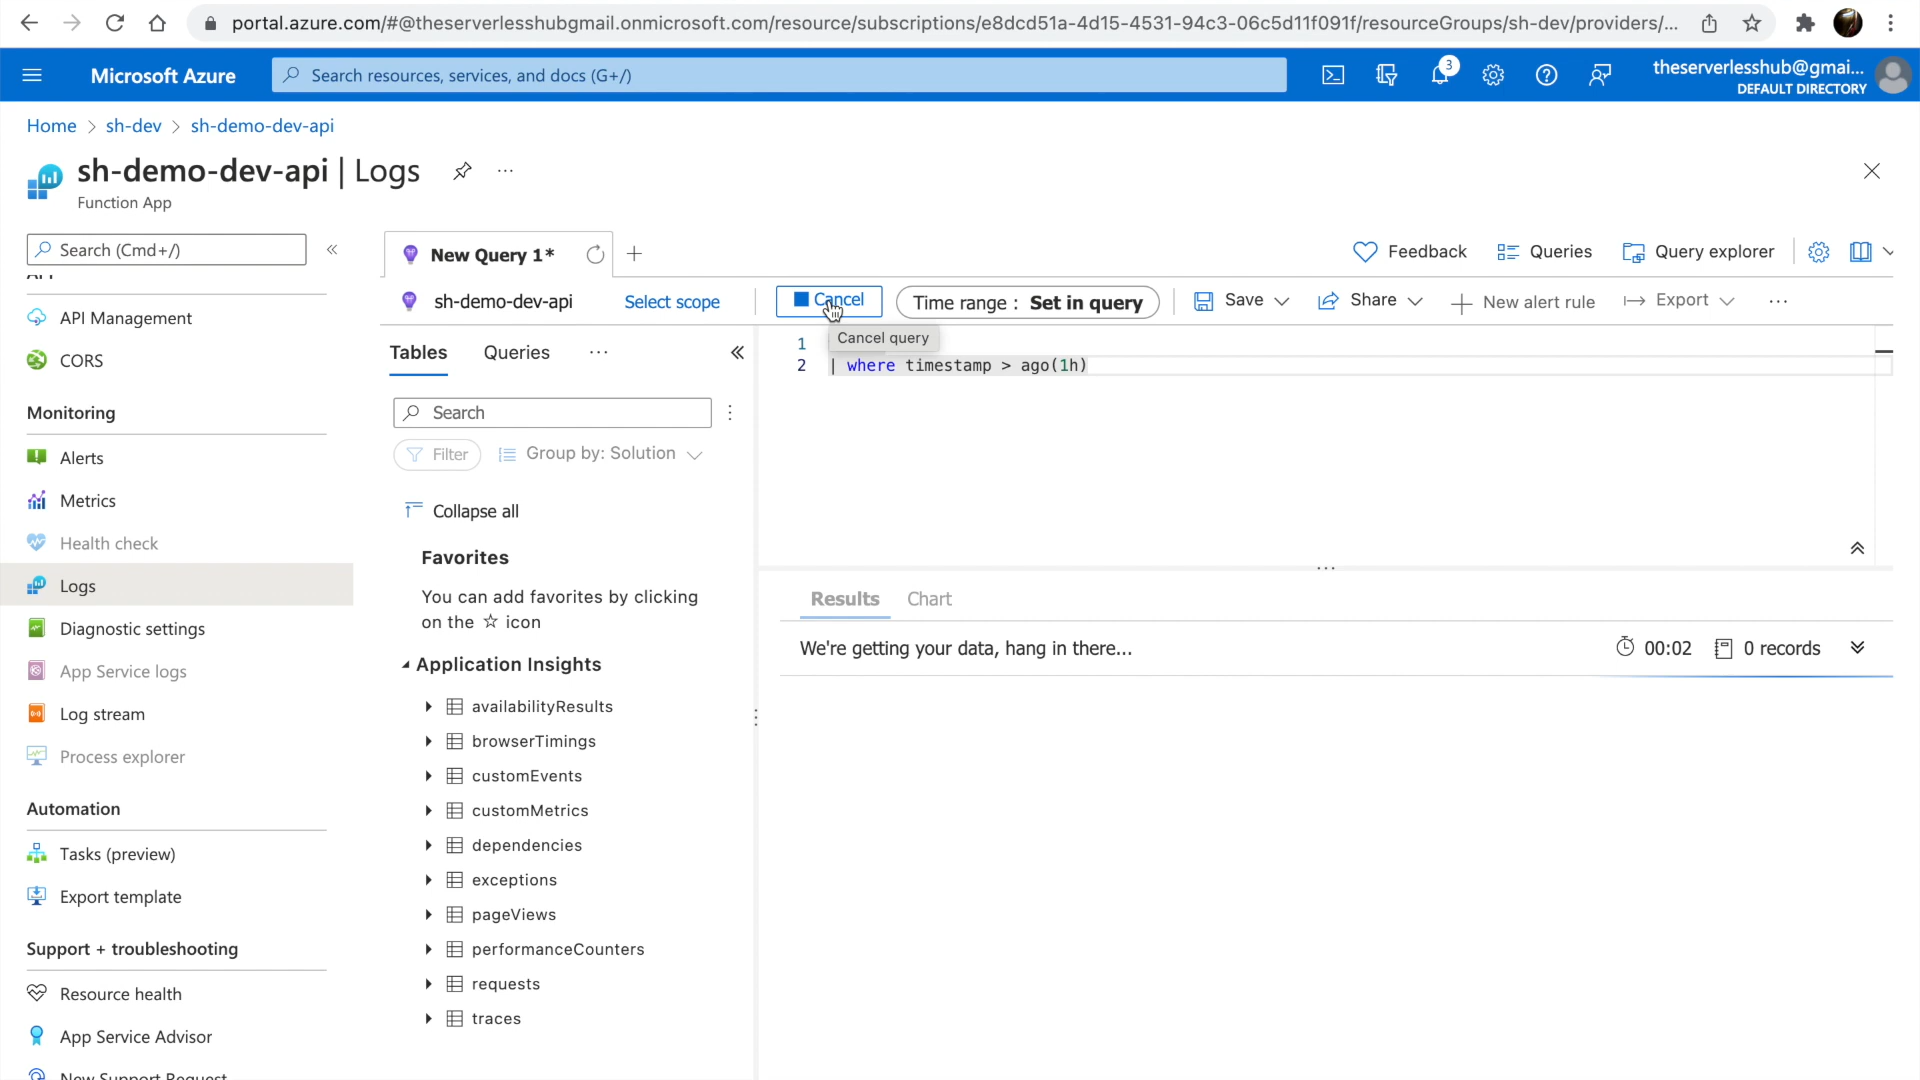 portal.azure.com/#@theserverlesshubgmail.onmicrosoft.com/resource/subscriptions/e8dcd51a-4d15-4531-94c3-06c5d11f091f/resourceGroups/sh-dev/providers/...
Microsoft Azure
Search resources, services, and docs (G+/)
3
theserverlesshub@gmai...
DEFAULT DIRECTORY
Home > sh-dev > sh-demo-dev-api
sh-demo-dev-api | Logs
...
Function App
Search (Cmd+/)
«
API Management
CORS
Monitoring
Alerts
Metrics
Health check
Logs
Diagnostic settings
App Service logs
Log stream
Process explorer
Automation
Tasks (preview)
Export template
Support + troubleshooting
Resource health
App Service Advisor
New Support Request
New Query 1*
Feedback
Queries
Query explorer
sh-demo-dev-api
Select scope
Cancel
Time range : Set in query
Save
Share
New alert rule
Export
...
Cancel query
Tables
Queries
...
Search
Filter
Group by: Solution
Collapse all
Favorites
You can add favorites by clicking
on the ☆ icon
Application Insights
availabilityResults
browserTimings
customEvents
customMetrics
dependencies
exceptions
pageViews
performanceCounters
requests
traces
1
2 | where timestamp > ago(1h)
...
Results
Chart
We're getting your data, hang in there...
00:02
0 records